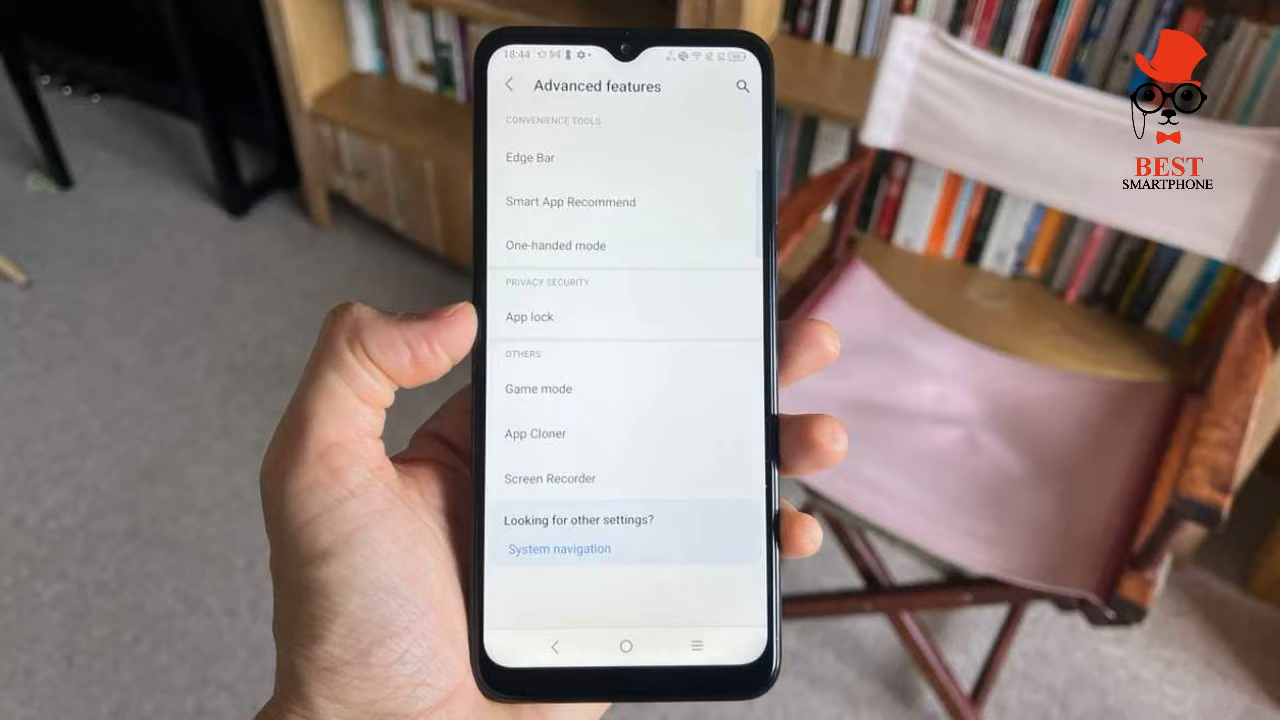 18:44
Advanced features
CONVENIENCE TOOLS
Edge Bar
Smart App Recommend
One-handed mode
PRIVACY SECURITY
App lock
OTHERS
Game mode
App Cloner
Screen Recorder
Looking for other settings?
System navigation
BEST
SMARTPHONE